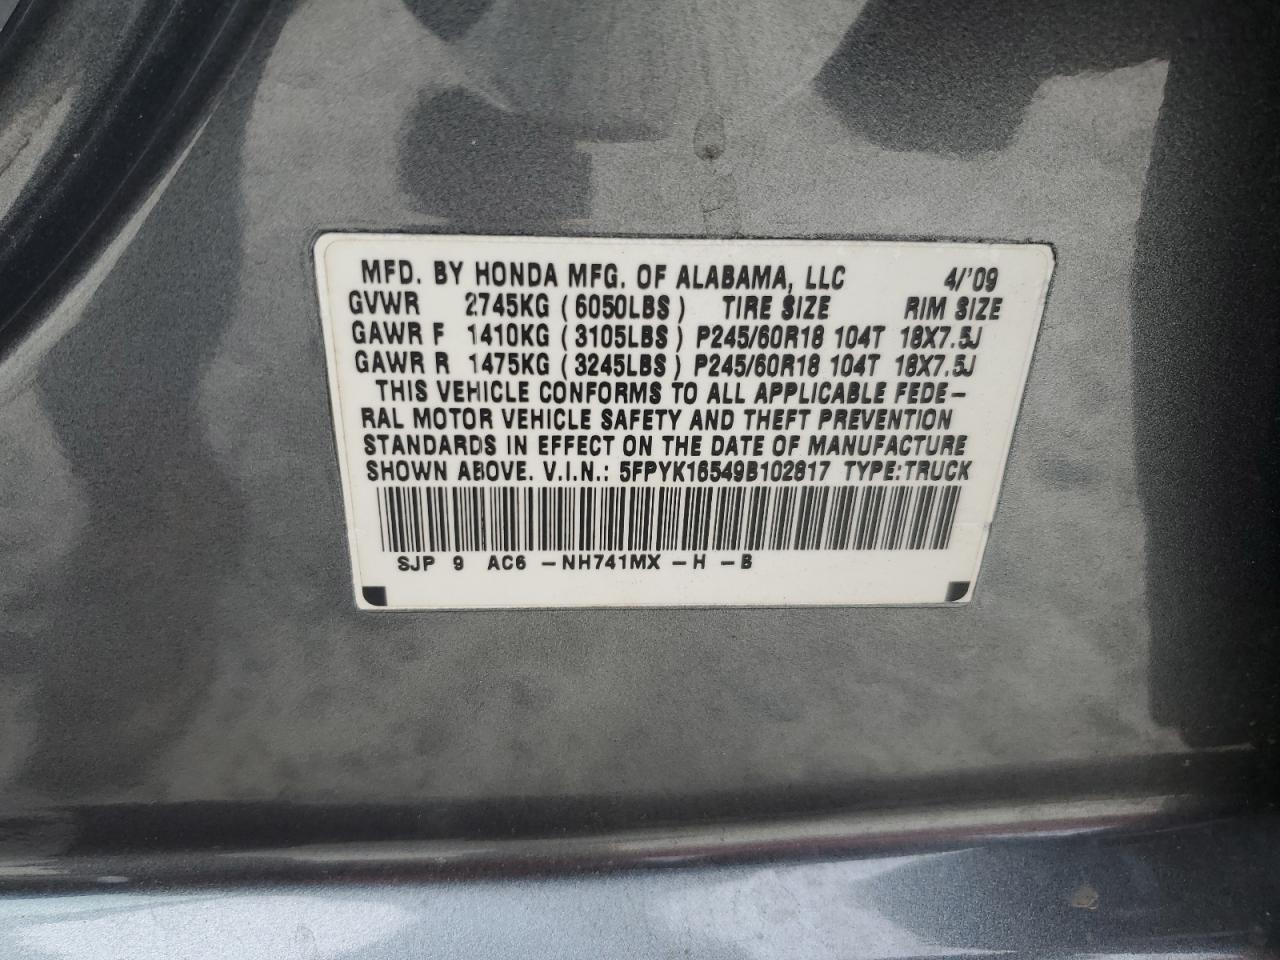 MFD. BY HONDA MFG. OF ALABAMA, LLC 4/'09
GVWR 2745KG (6050LBS) TIRE SIZE RIM SIZE
GAWR F 1410KG (3105LBS) P245/60R18 104T 18X7.5J
GAWR R 1475KG (3245LBS) P245/60R18 104T 18X7.5J
THIS VEHICLE CONFORMS TO ALL APPLICABLE FEDE-
RAL MOTOR VEHICLE SAFETY AND THEFT PREVENTION
STANDARDS IN EFFECT ON THE DATE OF MANUFACTURE
SHOWN ABOVE. V.I.N.: 5FPYK16549B102817 TYPE:TRUCK
SJP 9 AC6 -NH741MX -H -B